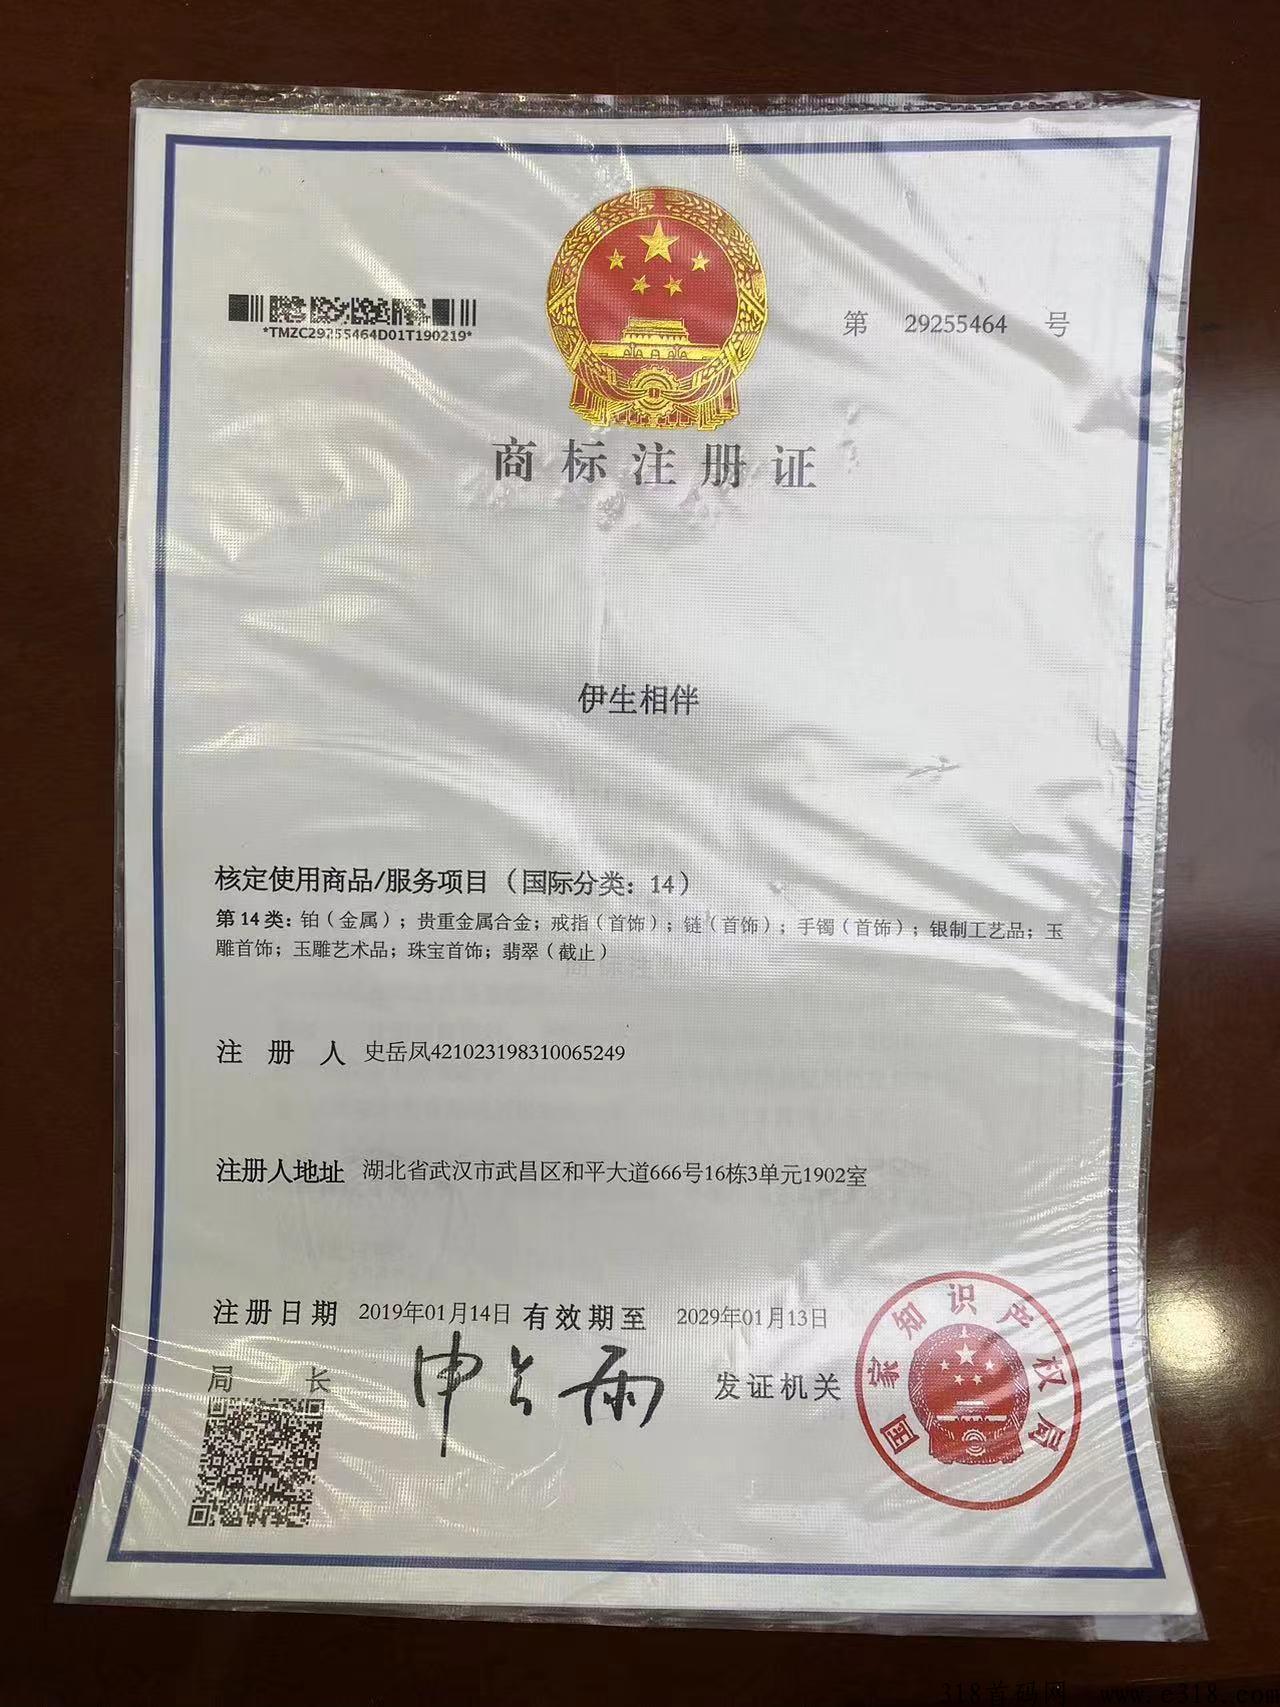 *TMZC29255464D01T190219*
第 29255464 号
商标注册证
伊生相伴
核定使用商品/服务项目（国际分类：14）
第14类：铂（金属）；贵重金属合金；戒指（首饰）；链（首饰）；手镯（首饰）；银制工艺品；玉
雕首饰；玉雕艺术品；珠宝首饰；翡翠（截止）
注册人 史岳凤421023198310065249
注册人地址 湖北省武汉市武昌区和平大道666号16栋3单元1902室
注册日期 2019年01月14日 有效期至 2029年01月13日
局长 申长雨 发证机关
国家知识产权局
318首码网 www.e318.com